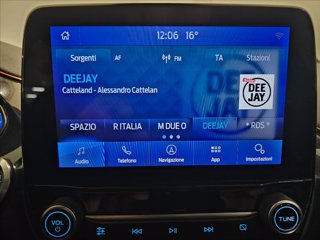 12:06 16°
Sorgenti AF FM TA Stazioni
DEEJAY
Catteland - Alessandro Cattelan
DEE
JAY
SPAZIO R ITALIA M DUE O DEEJAY * RDS *
Audio Telefono Navigazione App Impostazioni
VOL TUNE